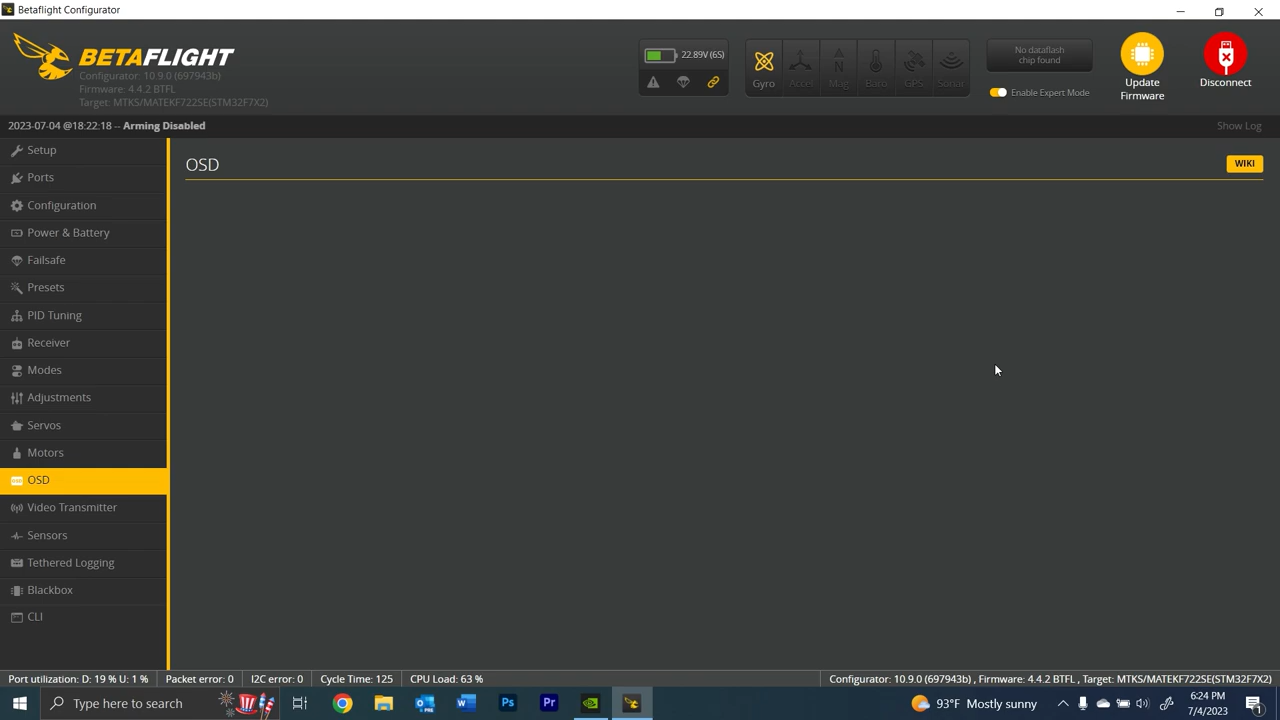 Betaflight Configurator
BETAFLIGHT
Configurator: 10.9.0 (697943b)
Firmware: 4.4.2 BTFL
Target: MTKS/MATEKF722SE(STM32F7X2)
22.89V (6S)
Gyro
Accel
Mag
Baro
GPS
Sonar
No dataflash
chip found
Enable Expert Mode
Update
Firmware
Disconnect
2023-07-04 @18:22:18 -- Arming Disabled
Show Log
Setup
Ports
Configuration
Power & Battery
Failsafe
Presets
PID Tuning
Receiver
Modes
Adjustments
Servos
Motors
OSD
Video Transmitter
Sensors
Tethered Logging
Blackbox
CLI
OSD
WIKI
Port utilization: D: 19 % U: 1 %
Packet error: 0
I2C error: 0
Cycle Time: 125
CPU Load: 63 %
Configurator: 10.9.0 (697943b) , Firmware: 4.4.2 BTFL , Target: MTKS/MATEKF722SE(STM32F7X2)
Type here to search
93°F Mostly sunny
6:24 PM
7/4/2023
1